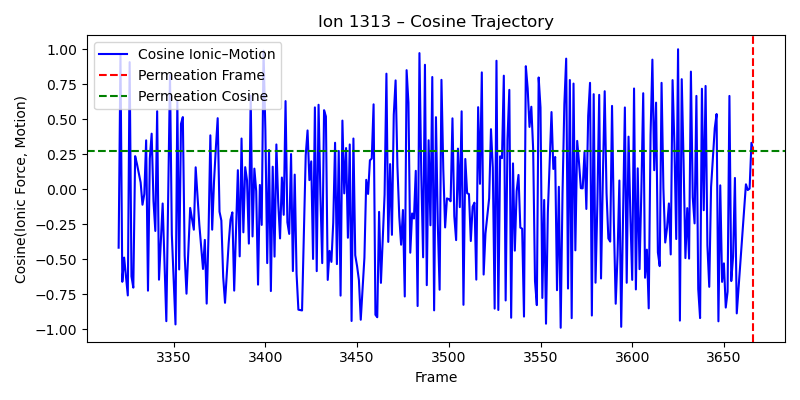 Ion 1313 – Cosine Trajectory
Cosine(Ionic Force, Motion)
1.00
0.75
0.50
0.25
0.00
−0.25
−0.50
−0.75
−1.00
Cosine Ionic–Motion
Permeation Frame
Permeation Cosine
3350
3400
3450
3500
3550
3600
3650
Frame